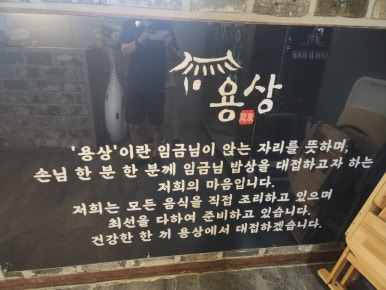 용상
'용상'이란 임금님이 앉는 자리를 뜻하며,
손님 한 분 한 분께 임금님 밥상을 대접하고자 하는
저희의 마음입니다.
저희는 모든 음식을 직접 조리하고 있으며
최선을 다하여 준비하고 있습니다.
건강한 한 끼 용상에서 대접하겠습니다.